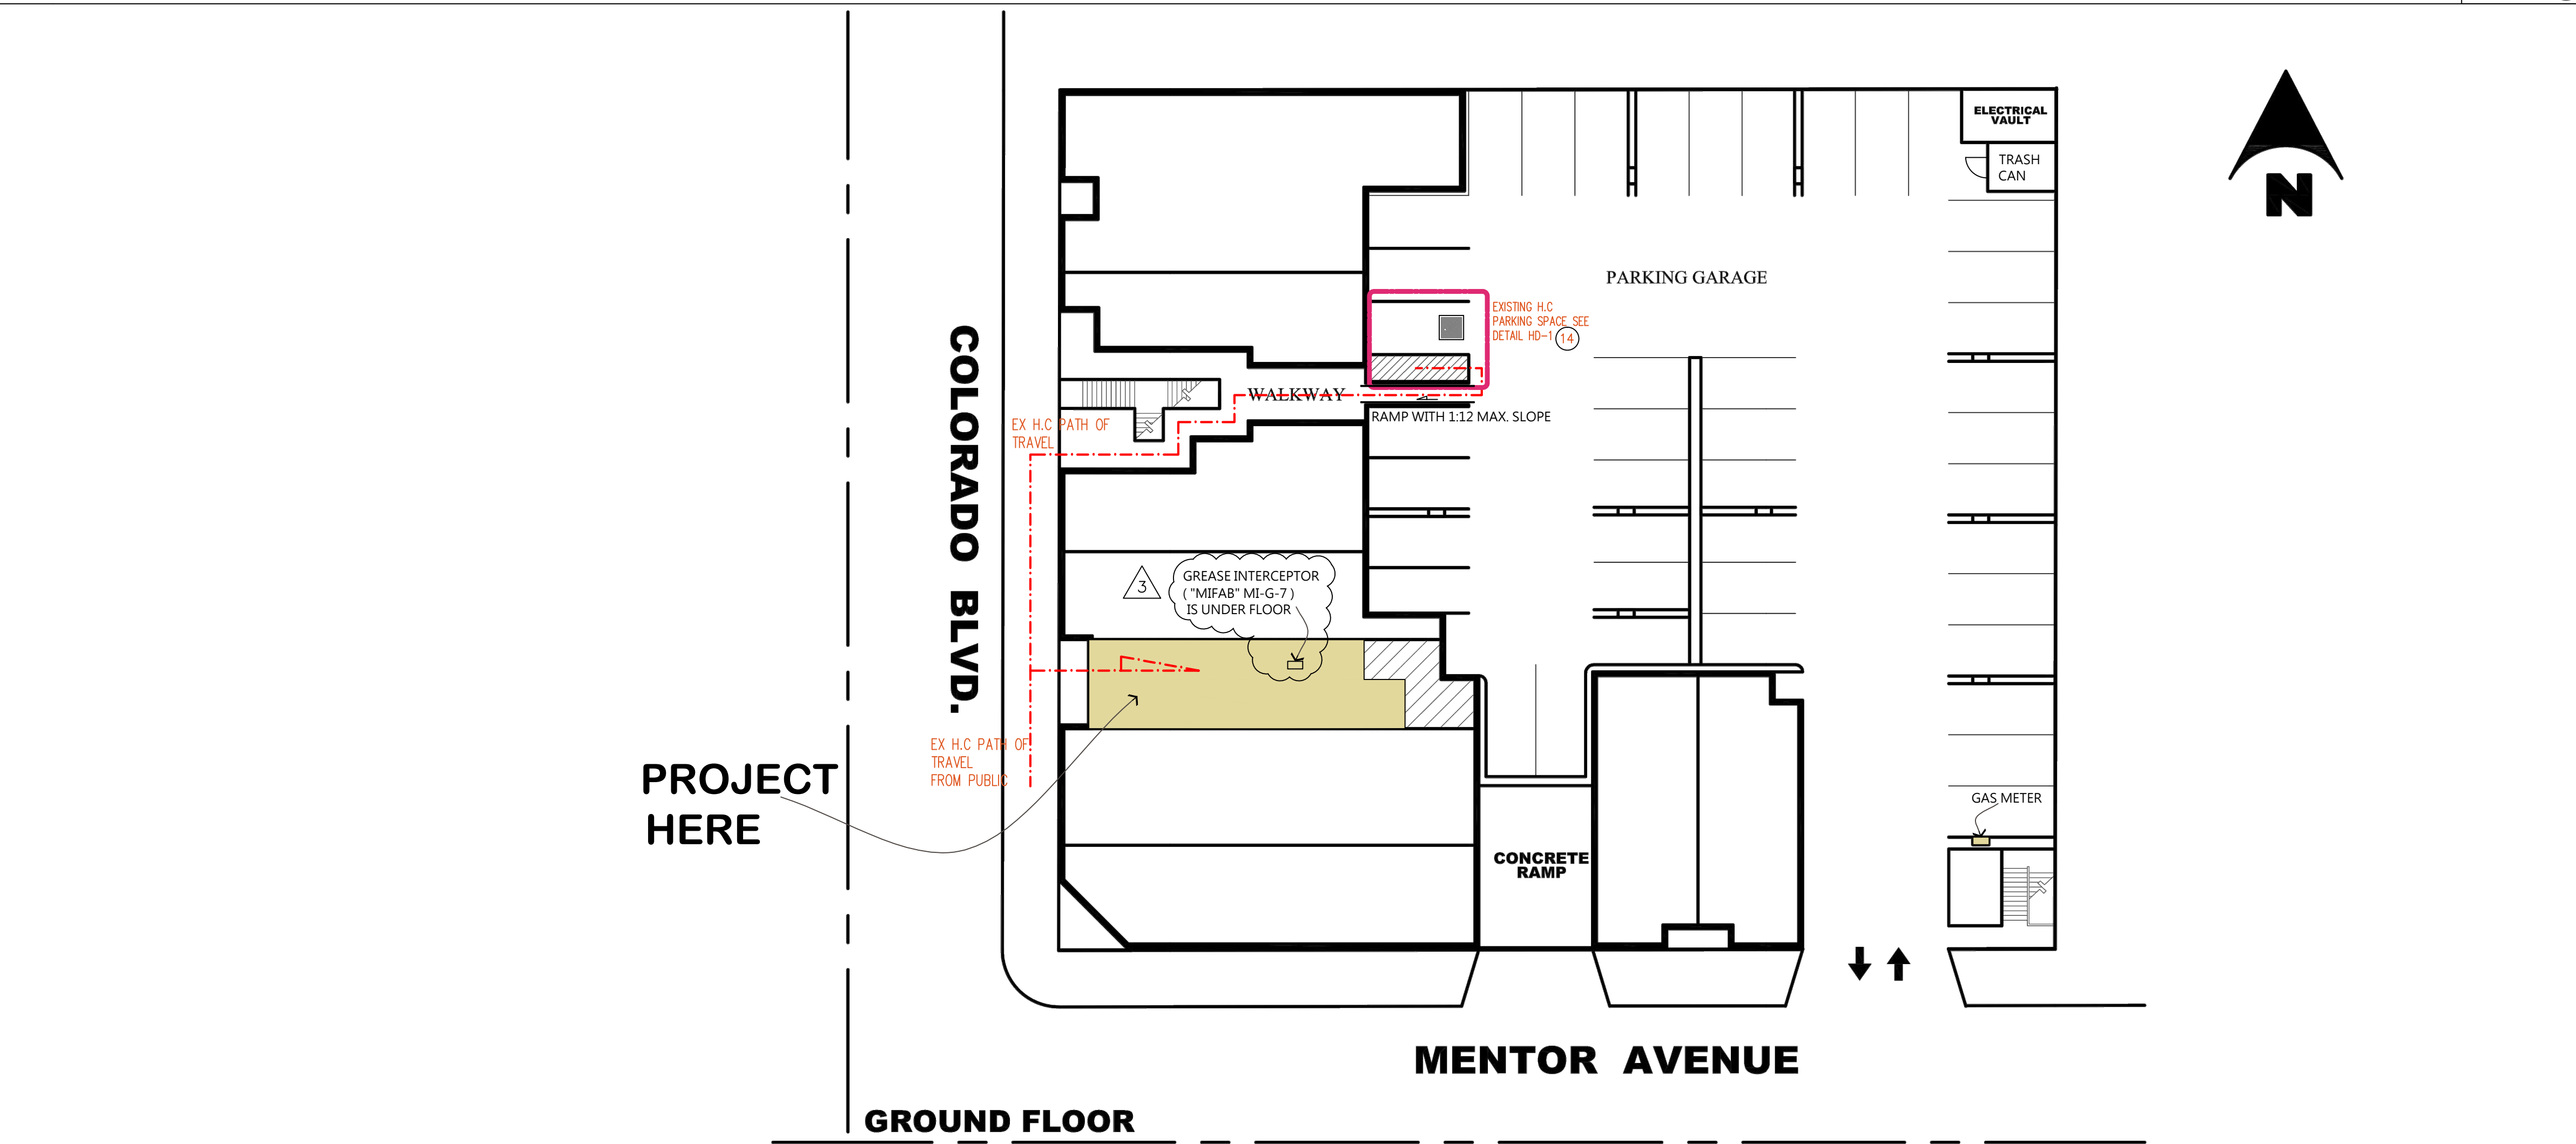 ELECTRICAL
VAULT
TRASH
CAN
N
PARKING GARAGE
EXISTING H.C
PARKING SPACE SEE
DETAIL HD-1 14
WALKWAY
RAMP WITH 1:12 MAX. SLOPE
EX H.C PATH OF
TRAVEL
COLORADO BLVD.
3
GREASE INTERCEPTOR
( "MIFAB" MI-G-7 )
IS UNDER FLOOR
EX H.C PATH OF
TRAVEL
FROM PUBLIC
PROJECT
HERE
GAS METER
CONCRETE
RAMP
MENTOR AVENUE
GROUND FLOOR